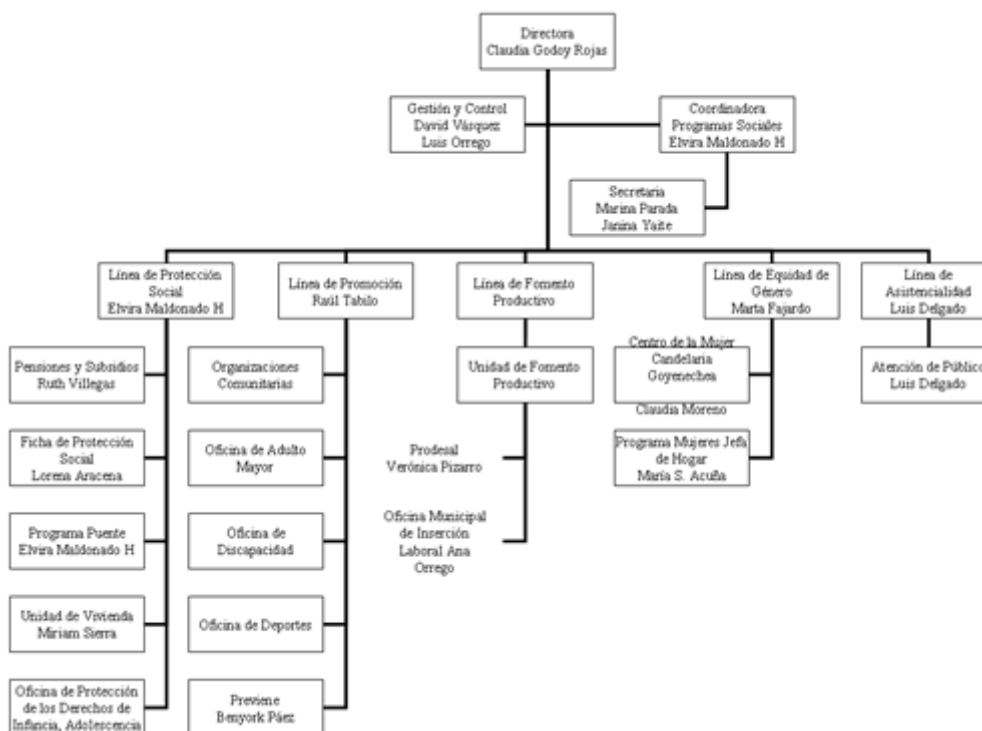 Directora
Claudia Godoy Rojas
Gestión y Control
David Vásquez
Luis Orrego
Coordinadora
Programas Sociales
Elvira Maldonado H
Secretaria
Marina Parada
Janina Yaite
Línea de Protección
Social
Elvira Maldonado H
Línea de Promoción
Raúl Tabilo
Línea de Fomento
Productivo
Línea de Equidad de
Género
Marta Fajardo
Línea de
Asistencialidad
Luis Delgado
Pensiones y Subsidios
Ruth Villegas
Ficha de Protección
Social
Lorena Aracena
Programa Puente
Elvira Maldonado H
Unidad de Vivienda
Miriam Sierra
Oficina de Protección
de los Derechos de
Infancia, Adolescencia
Organizaciones
Comunitarias
Oficina de Adulto
Mayor
Oficina de
Discapacidad
Oficina de Deportes
Previene
Benyork Páez
Unidad de Fomento
Productivo
Prodesal
Verónica Pizarro
Oficina Municipal
de Inserción
Laboral Ana
Orrego
Centro de la Mujer
Candelaria
Goyenechea
Claudia Moreno
Programa Mujeres Jefa
de Hogar
María S. Acuña
Atención de Público
Luis Delgado